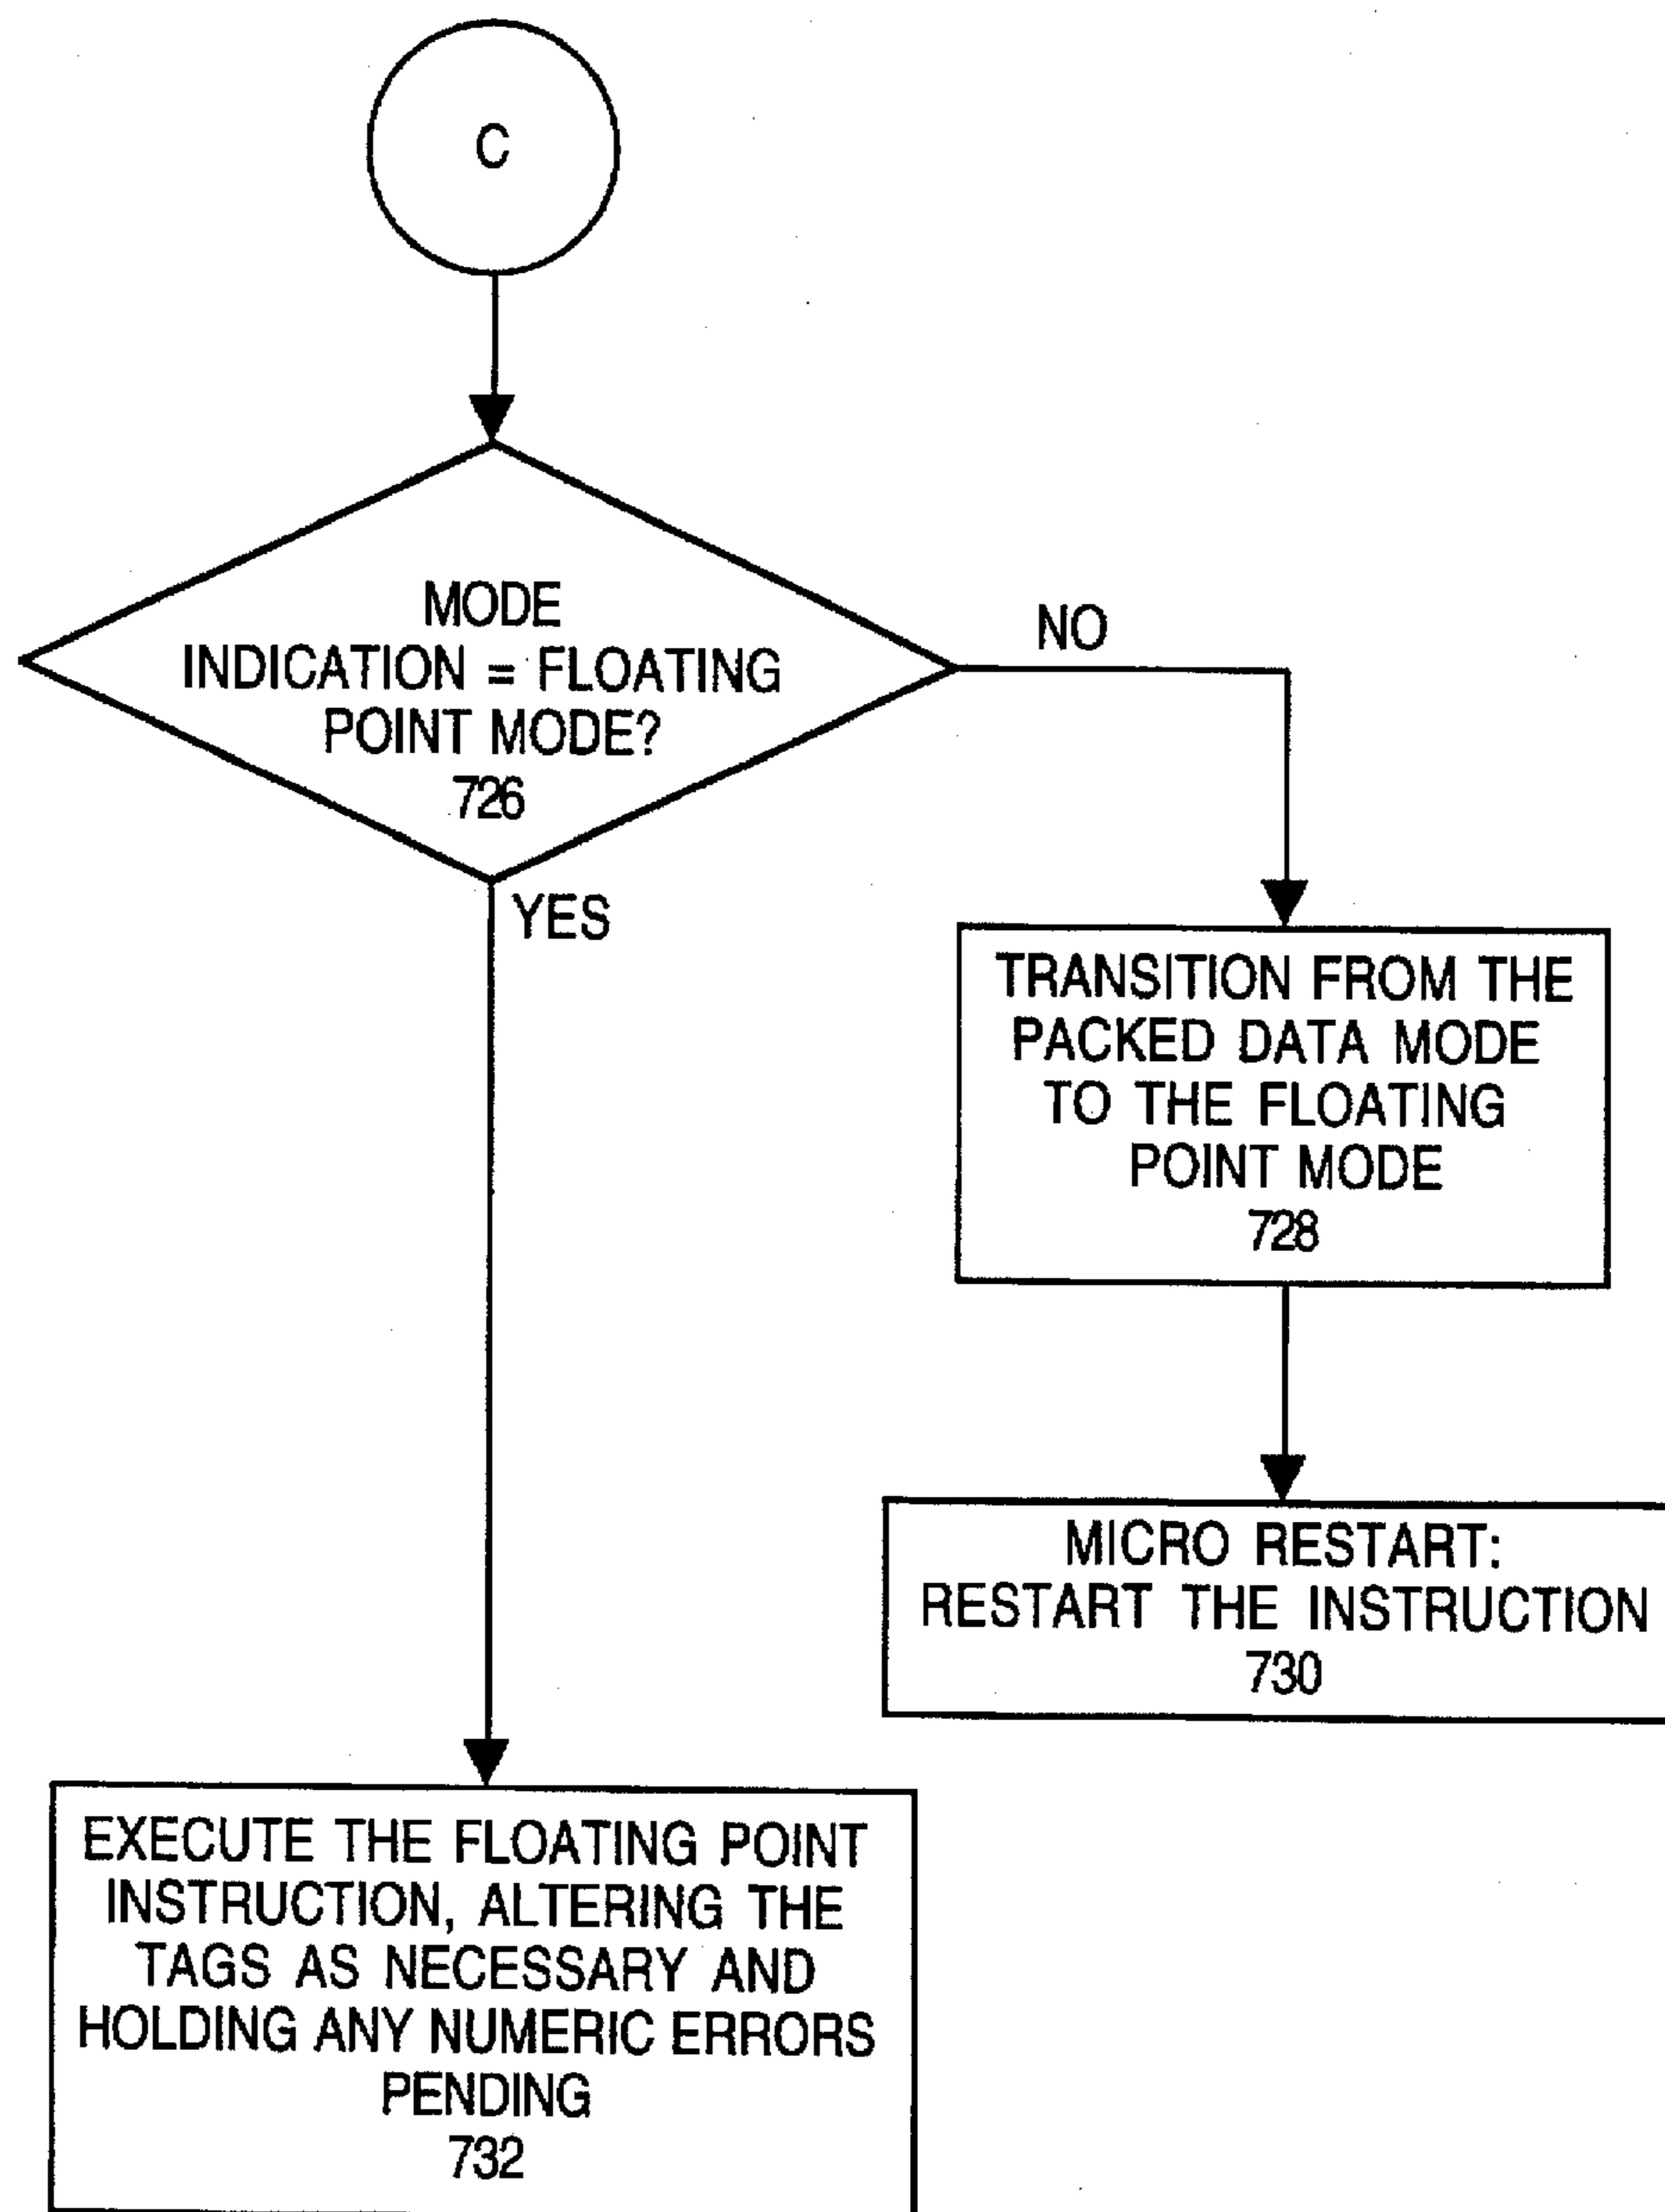 C
MODE
INDICATION = FLOATING
POINT MODE?
726
NO
YES
TRANSITION FROM THE
PACKED DATA MODE
TO THE FLOATING
POINT MODE
728
MICRO RESTART:
RESTART THE INSTRUCTION
730
EXECUTE THE FLOATING POINT
INSTRUCTION, ALTERING THE
TAGS AS NECESSARY AND
HOLDING ANY NUMERIC ERRORS
PENDING
732